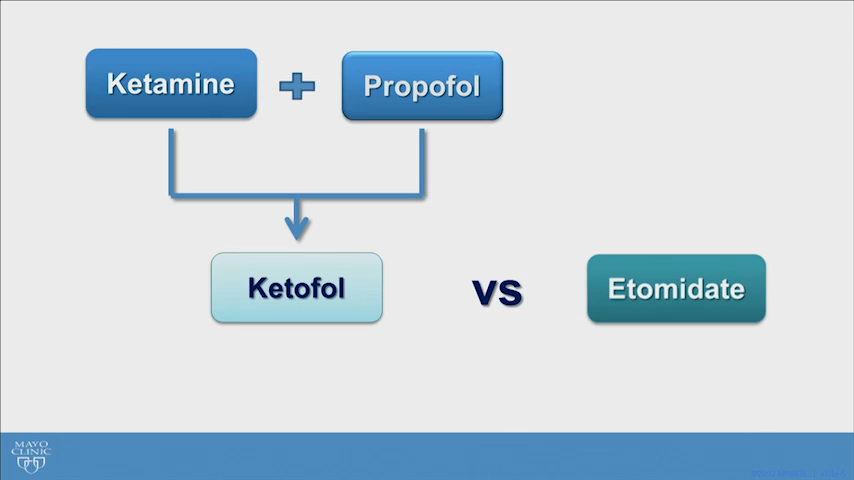 Ketamine
Propofol
Ketofol
vs
Etomidate
MAYO
CLINIC